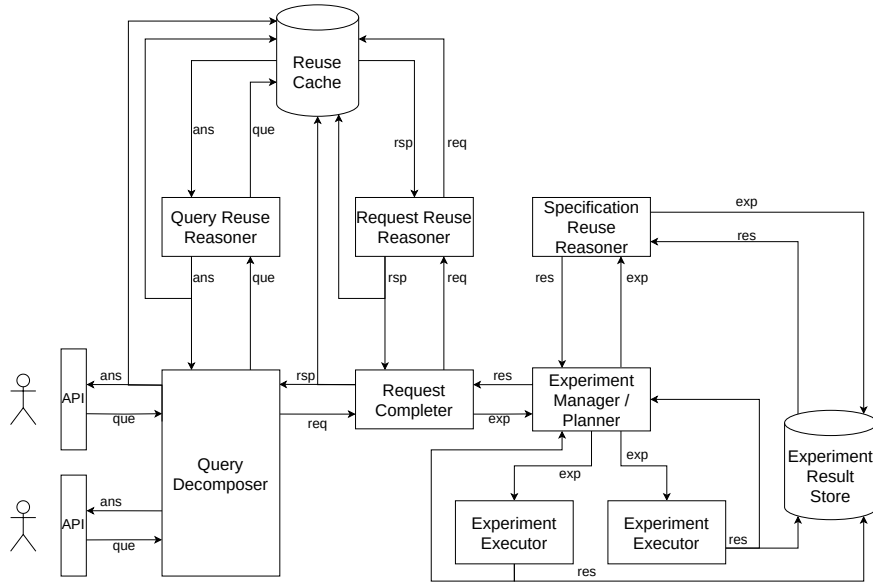 Reuse
Cache
ans
que
rsp
req
Query Reuse
Reasoner
Request Reuse
Reasoner
Specification
Reuse
Reasoner
exp
res
ans
que
rsp
req
res
exp
API
ans
que
rsp
req
Request
Completer
res
exp
Experiment
Manager /
Planner
Query
Decomposer
Experiment
Result
Store
exp
exp
API
ans
que
Experiment
Executor
Experiment
Executor
res
res